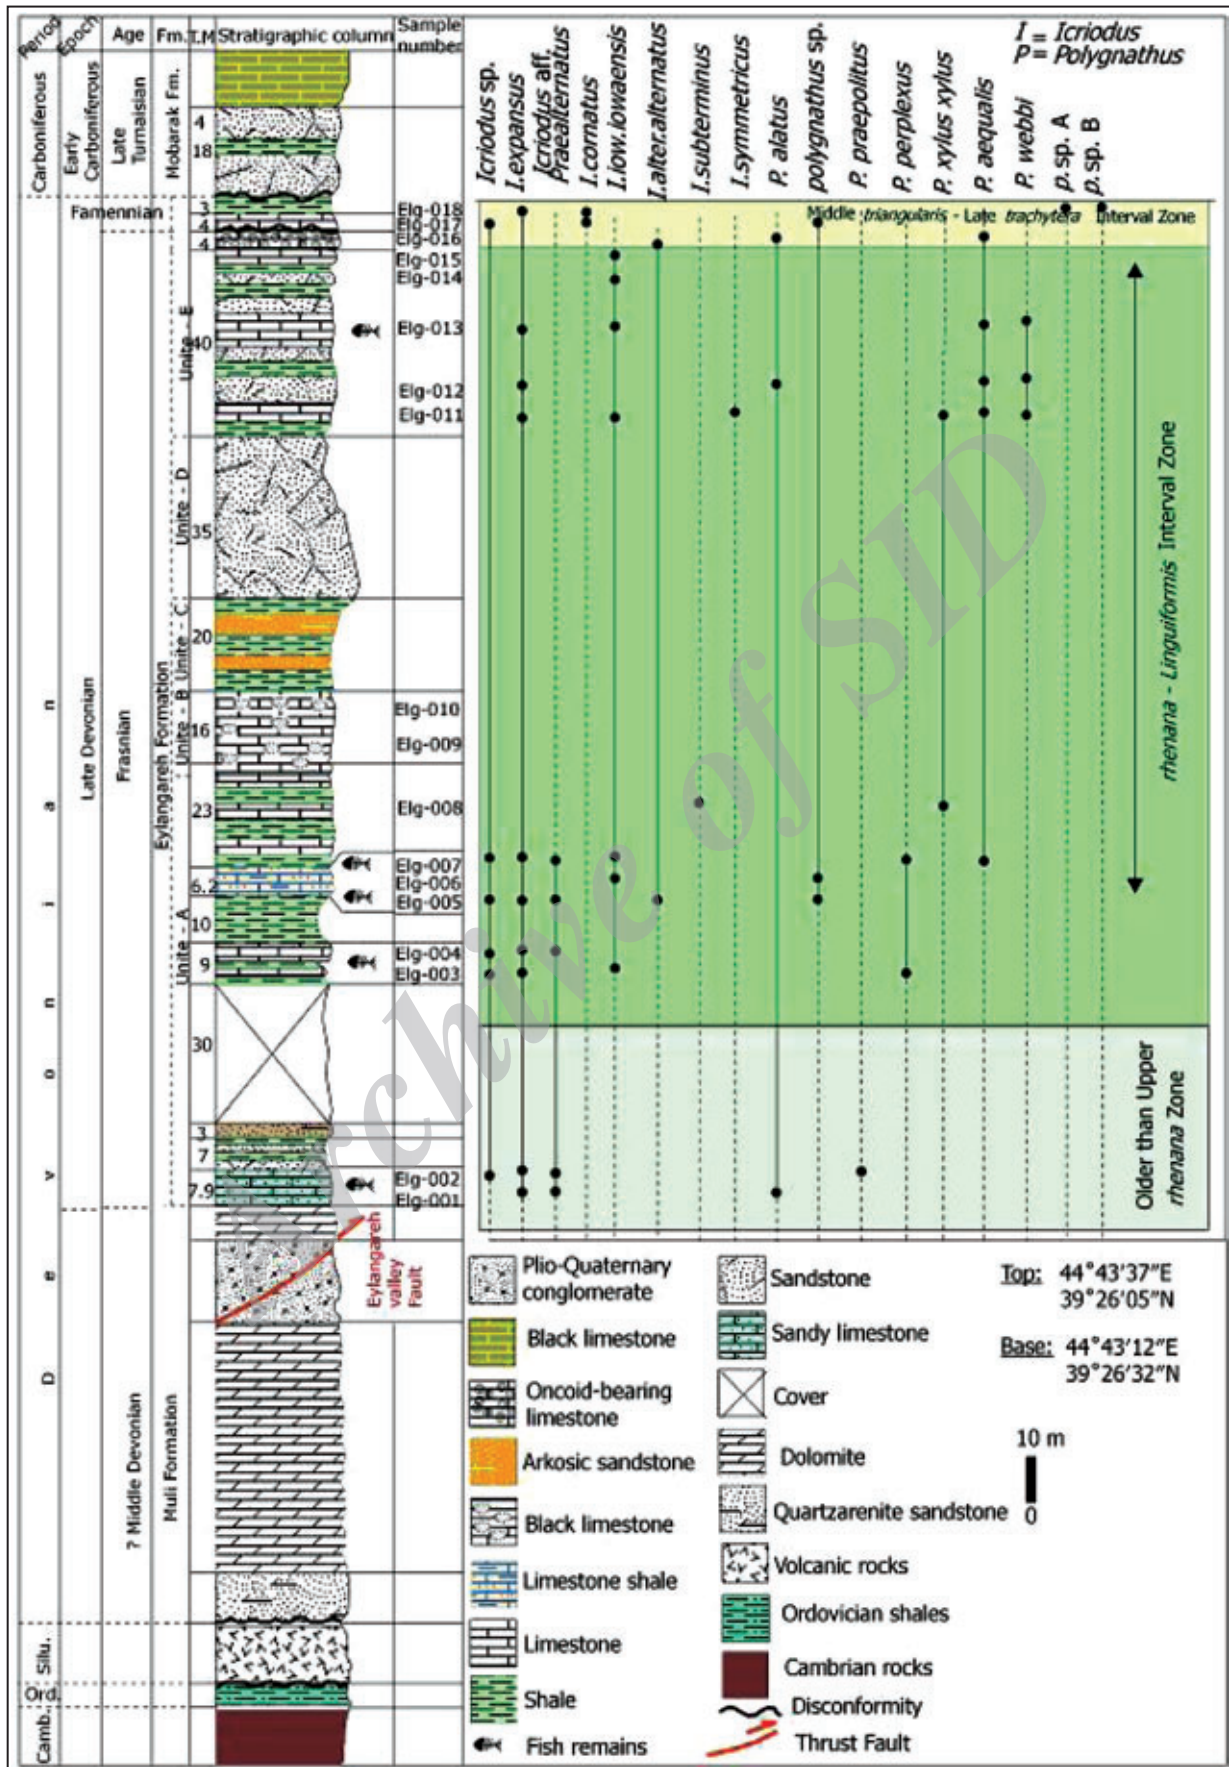 Period
Epoch
Age
Fm.
T.M
Stratigraphic column
Sample number
Icriodus sp.
I.expansus
Icriodus aff. Praealternatus
I.cornatus
I.iow.iowaensis
I.alter.alternatus
I.subterminus
I.symmetricus
P. alatus
polygnathus sp.
P. praepolitus
P. perplexus
P. xylus xylus
P. aequalis
P. webbi
p.sp. A
p.sp. B
I = Icriodus
P = Polygnathus
Carboniferous
Early Carboniferous
Late Turnaisian
Mobarak Fm.
4
18
Famennian
3
4
4
Elg-018
Elg-017
Elg-016
Elg-015
Elg-014
Elg-013
Elg-012
Elg-011
Elg-010
Elg-009
Elg-008
Elg-007
Elg-006
Elg-005
Elg-004
Elg-003
Elg-002
Elg-001
Middle triangularis - Late trachytera Interval Zone
rhenana - Linguiformis Interval Zone
Older than Upper rhenana Zone
Devonian
Late Devonian
Frasnian
Eylangareh Formation
Unite - E
40
Unite - D
35
Unite - C
20
Unite - B
16
Unite - A
23
6.2
10
9
30
3
7
7.9
Eylangareh valley Fault
? Middle Devonian
Muli Formation
Silu.
Ord.
Camb.
Archive of SID
Plio-Quaternary conglomerate
Black limestone
Oncoid-bearing limestone
Arkosic sandstone
Black limestone
Limestone shale
Limestone
Shale
Fish remains
Sandstone
Sandy limestone
Cover
Dolomite
Quartzarenite sandstone
Volcanic rocks
Ordovician shales
Cambrian rocks
Disconformity
Thrust Fault
Top: 44°43'37"E
39°26'05"N
Base: 44°43'12"E
39°26'32"N
10 m
0